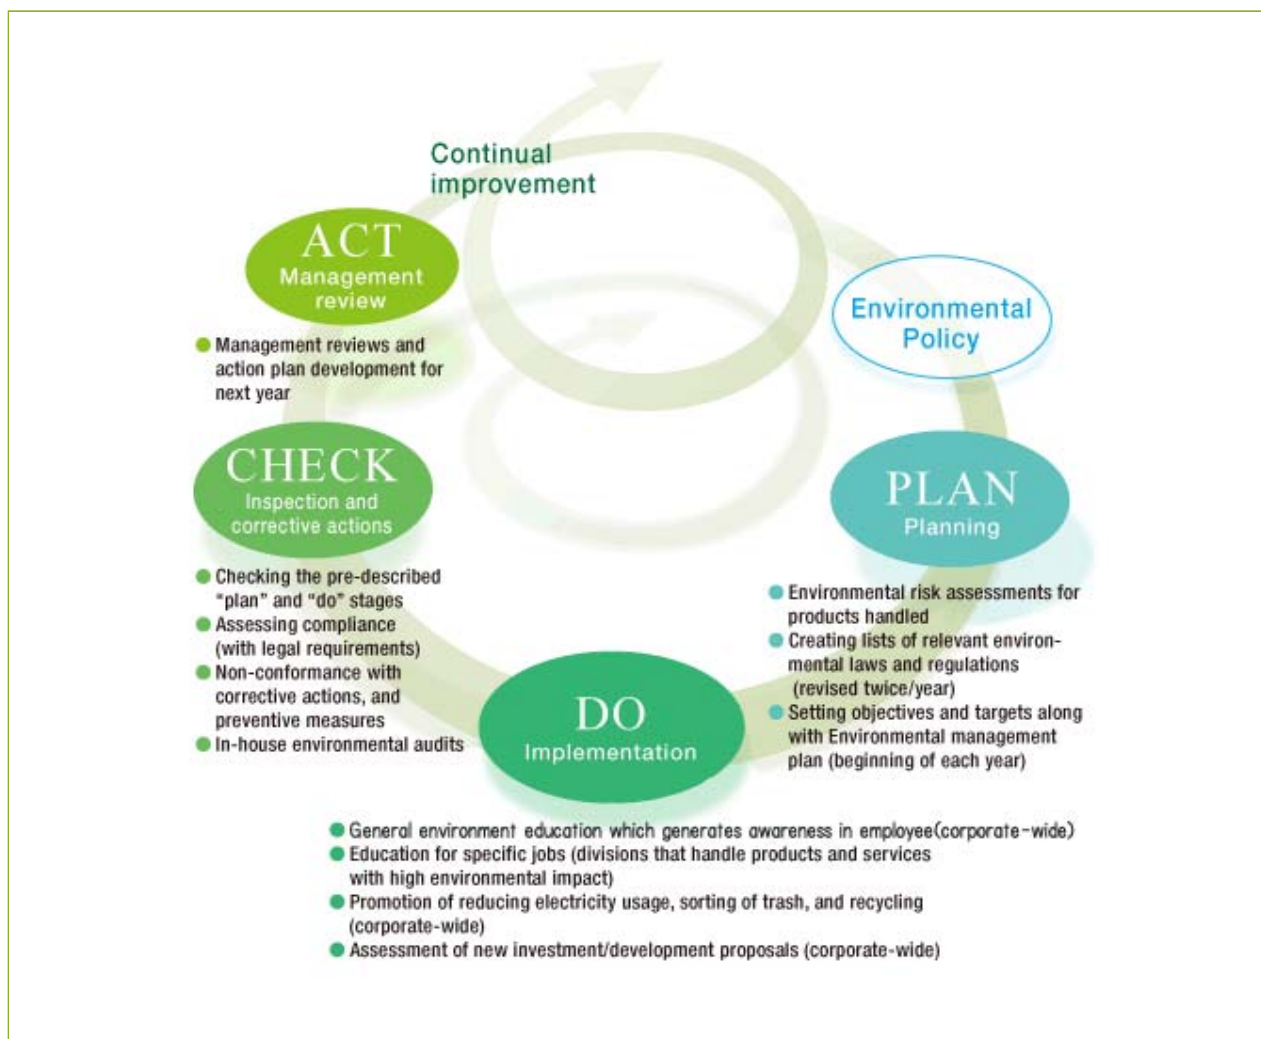 Continual
improvement
ACT
Management
review
Management reviews and
action plan development for
next year
Environmental
Policy
CHECK
Inspection and
corrective actions
Checking the pre-described
“plan” and “do” stages
Assessing compliance
(with legal requirements)
Non-conformance with
corrective actions, and
preventive measures
In-house environmental audits
PLAN
Planning
Environmental risk assessments for
products handled
Creating lists of relevant environ-
mental laws and regulations
(revised twice/year)
Setting objectives and targets along
with Environmental management
plan (beginning of each year)
DO
Implementation
General environment education which generates awareness in employee(corporate-wide)
Education for specific jobs (divisions that handle products and services
with high environmental impact)
Promotion of reducing electricity usage, sorting of trash, and recycling
(corporate-wide)
Assessment of new investment/development proposals (corporate-wide)